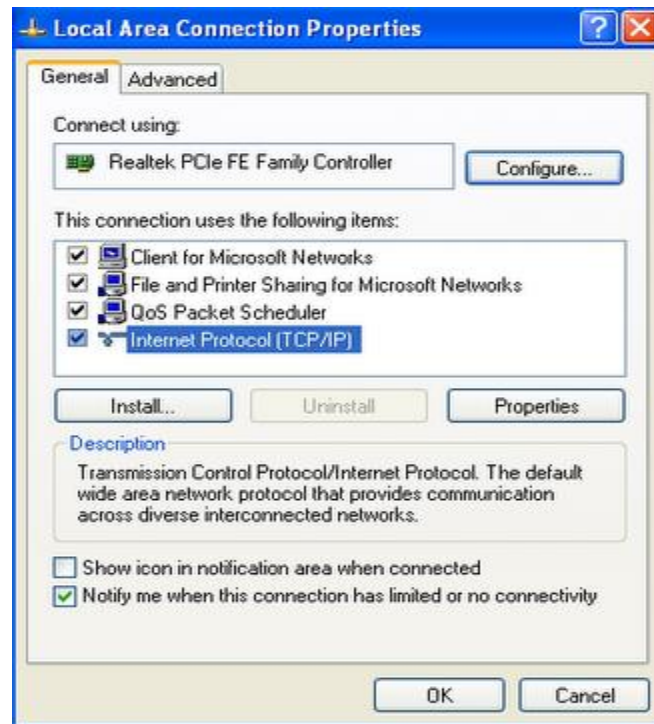 Local Area Connection Properties
General
Advanced
Connect using:
Realtek PCIe FE Family Controller
Configure...
This connection uses the following items:
Client for Microsoft Networks
File and Printer Sharing for Microsoft Networks
QoS Packet Scheduler
Internet Protocol (TCP/IP)
Install...
Uninstall
Properties
Description
Transmission Control Protocol/Internet Protocol. The default
wide area network protocol that provides communication
across diverse interconnected networks.
Show icon in notification area when connected
Notify me when this connection has limited or no connectivity
OK
Cancel